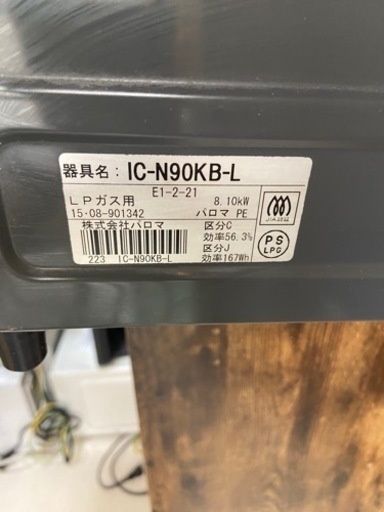 器具名: IC-N90KB-L
E1-2-21
LPガス用 8.10kW
15・08-901342 パロマ PE
株式会社パロマ 区分C
効率56.3%
区分J
223 IC-N90KB-L 効率167Wh
PS
LPG